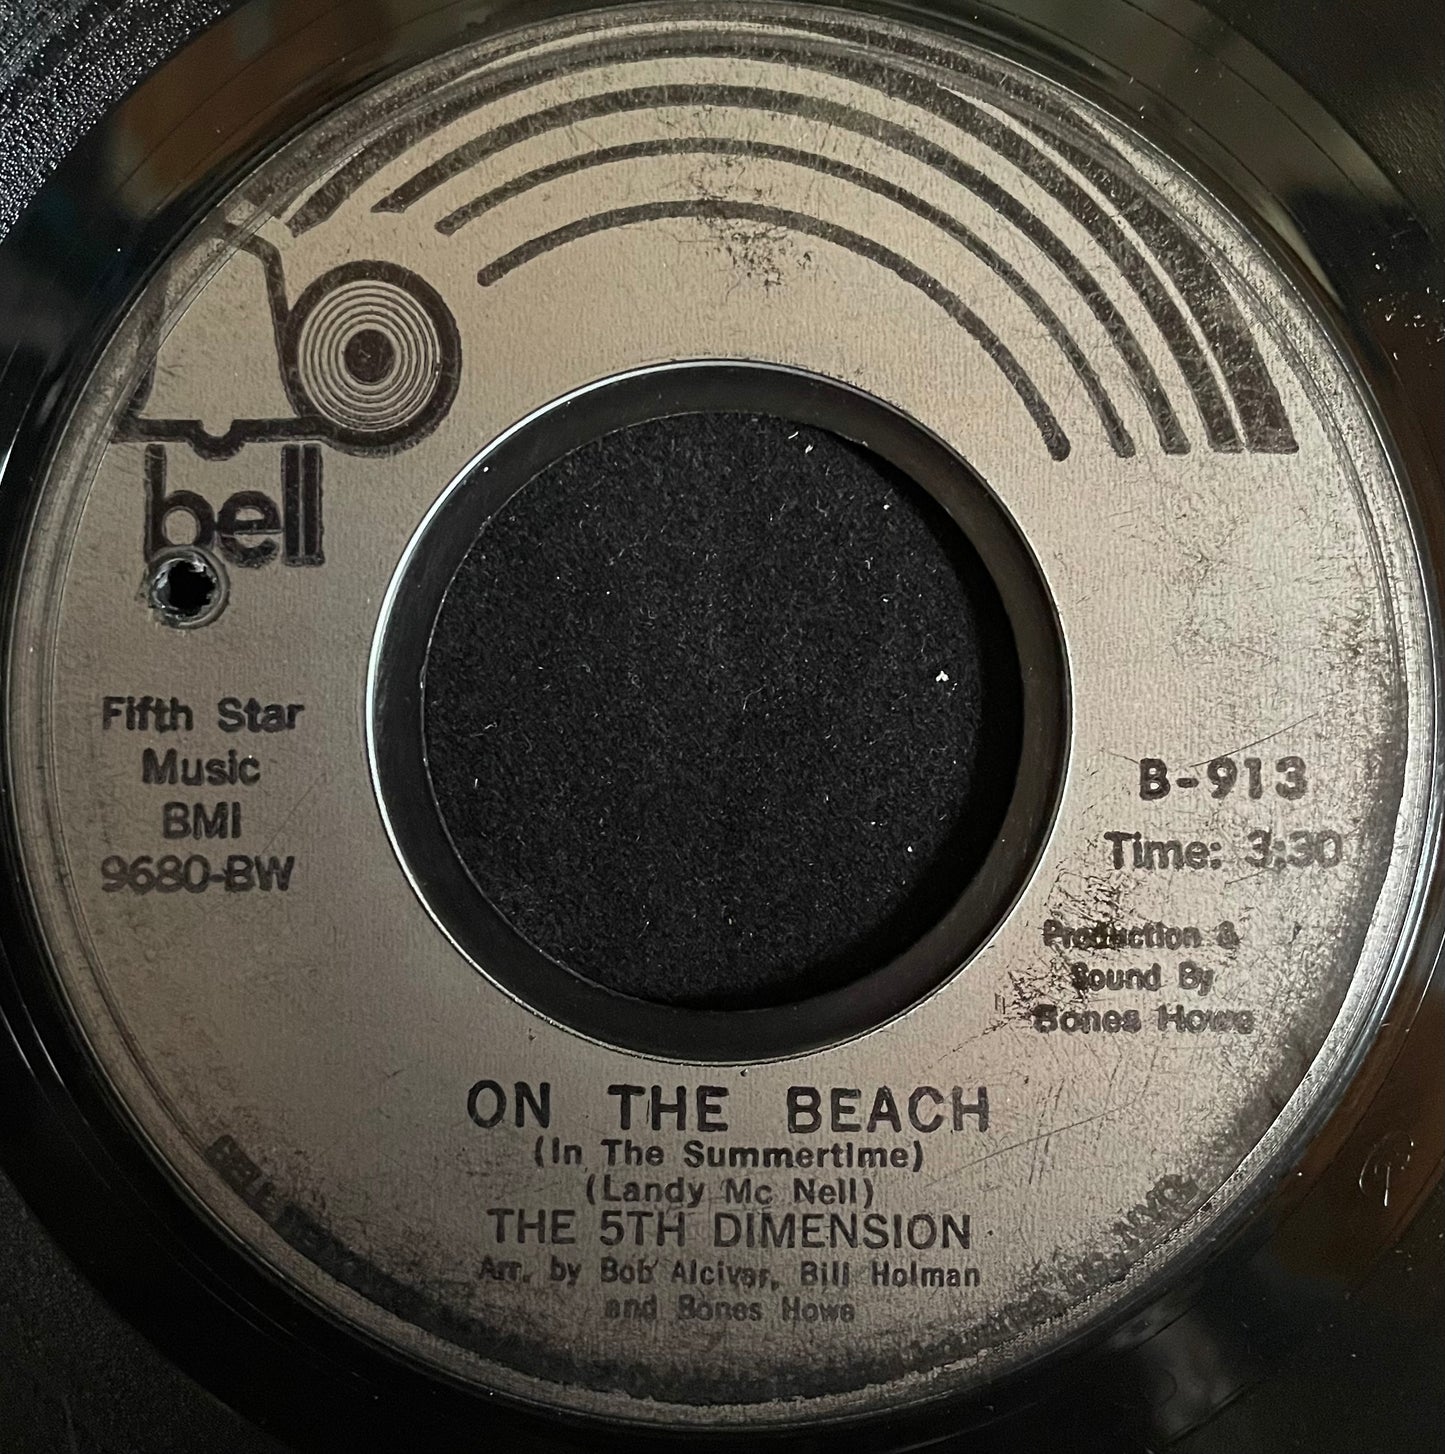 bell
Fifth Star
Music
BMI
9680-BW
B-913
Time: 3:30
Production &
Sound By
Bones Howe
ON THE BEACH
(In The Summertime)
(Landy Mc Nell)
THE 5TH DIMENSION
Arr. by Bob Alcivar, Bill Holman
and Bones Howe
BELL